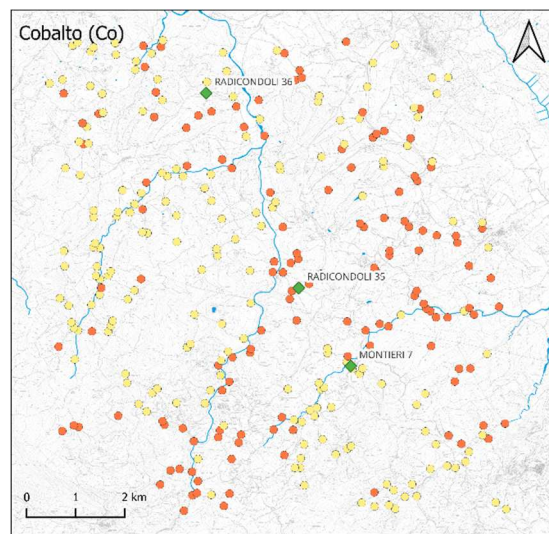 Cobalto (Co)
RADICONDOLI 36
RADICONDOLI 35
MONTIERI 7
0 1 2 km